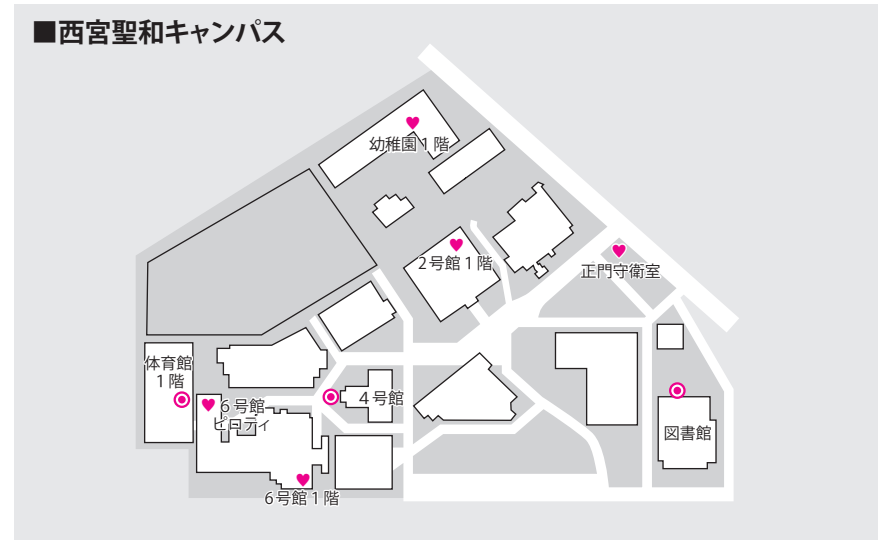 ■西宮聖和キャンパス
幼稚園1階
2号館1階
正門守衛室
体育館
1階
6号館
ピロティ
4号館
図書館
6号館1階